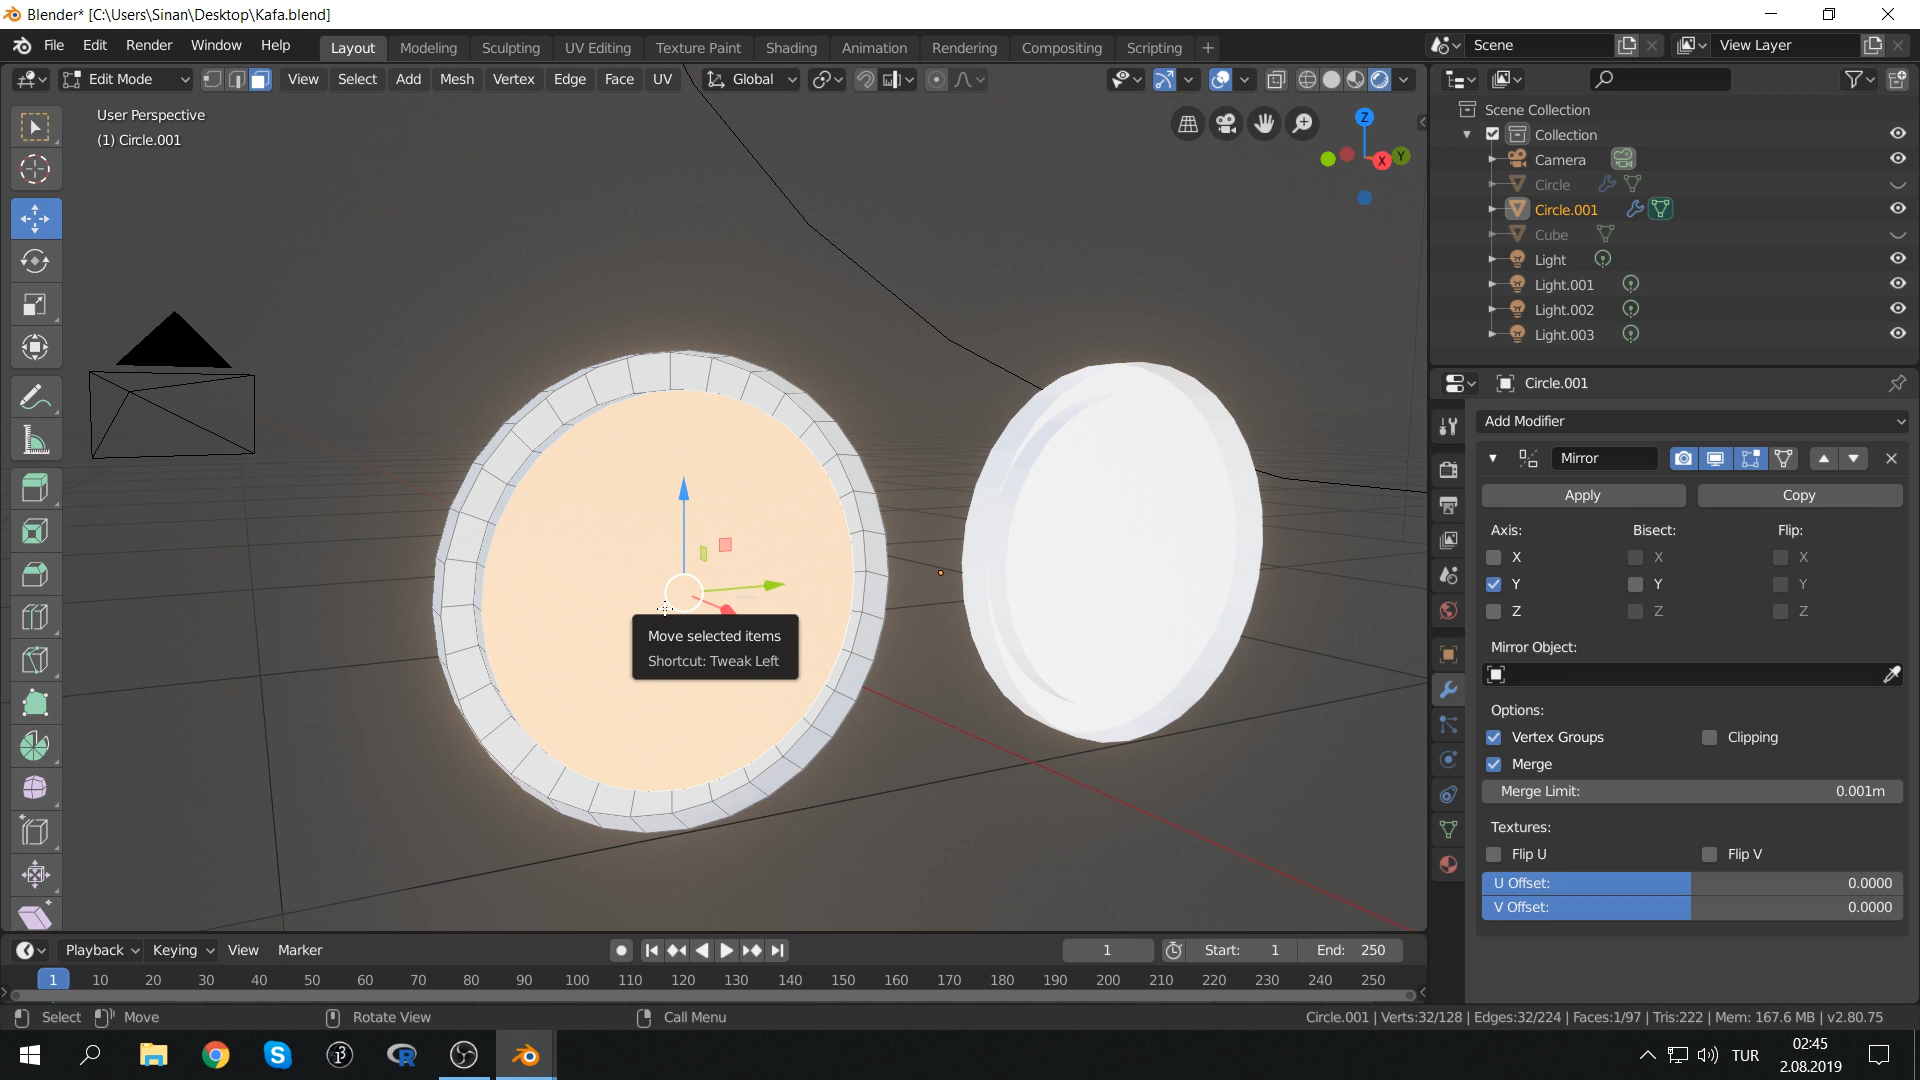 Blender* [C:\Users\Sinan\Desktop\Kafa.blend]
File Edit Render Window Help Layout Modeling Sculpting UV Editing Texture Paint Shading Animation Rendering Compositing Scripting + Scene View Layer
Edit Mode View Select Add Mesh Vertex Edge Face UV Global
User Perspective
(1) Circle.001
Z
X
Y
Move selected items
Shortcut: Tweak Left
Scene Collection
Collection
Camera
Circle
Circle.001
Cube
Light
Light.001
Light.002
Light.003
Circle.001
Add Modifier
Mirror
Apply Copy
Axis: Bisect: Flip:
X X X
Y Y Y
Z Z Z
Mirror Object:
Options:
Vertex Groups Clipping
Merge
Merge Limit: 0.001m
Textures:
Flip U Flip V
U Offset: 0.0000
V Offset: 0.0000
Playback Keying View Marker 1 Start: 1 End: 250
1 10 20 30 40 50 60 70 80 90 100 110 120 130 140 150 160 170 180 190 200 210 220 230 240 250
Select Move Rotate View Call Menu Circle.001 | Verts:32/128 | Edges:32/224 | Faces:1/97 | Tris:222 | Mem: 167.6 MB | v2.80.75
TUR
02:45
2.08.2019